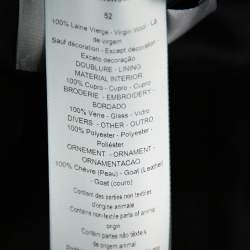 52
100% Laine Vierge - Virgin Wool - Lã
de virgem
Sauf décoration - Except decoration -
Exceto decoração
DOUBLURE - LINING
MATERIAL INTERIOR
100% Cupro - Cupro - Cupro
BRODERIE - EMBROIDERY -
BORDADO
100% Verre - Glass - Vidro
DIVERS - OTHER - OUTRO
100% Polyester - Polyester -
Poliéster
ORNEMENT - ORNAMENT -
ORNAMENTACAO
100% Chèvre (Peau) - Goat (Leather)
- Goat (couro)
Contient des parties non textiles
d'origine animale
Contains non-textile parts of animal
origin
Contém partes não têxteis
de origem animal